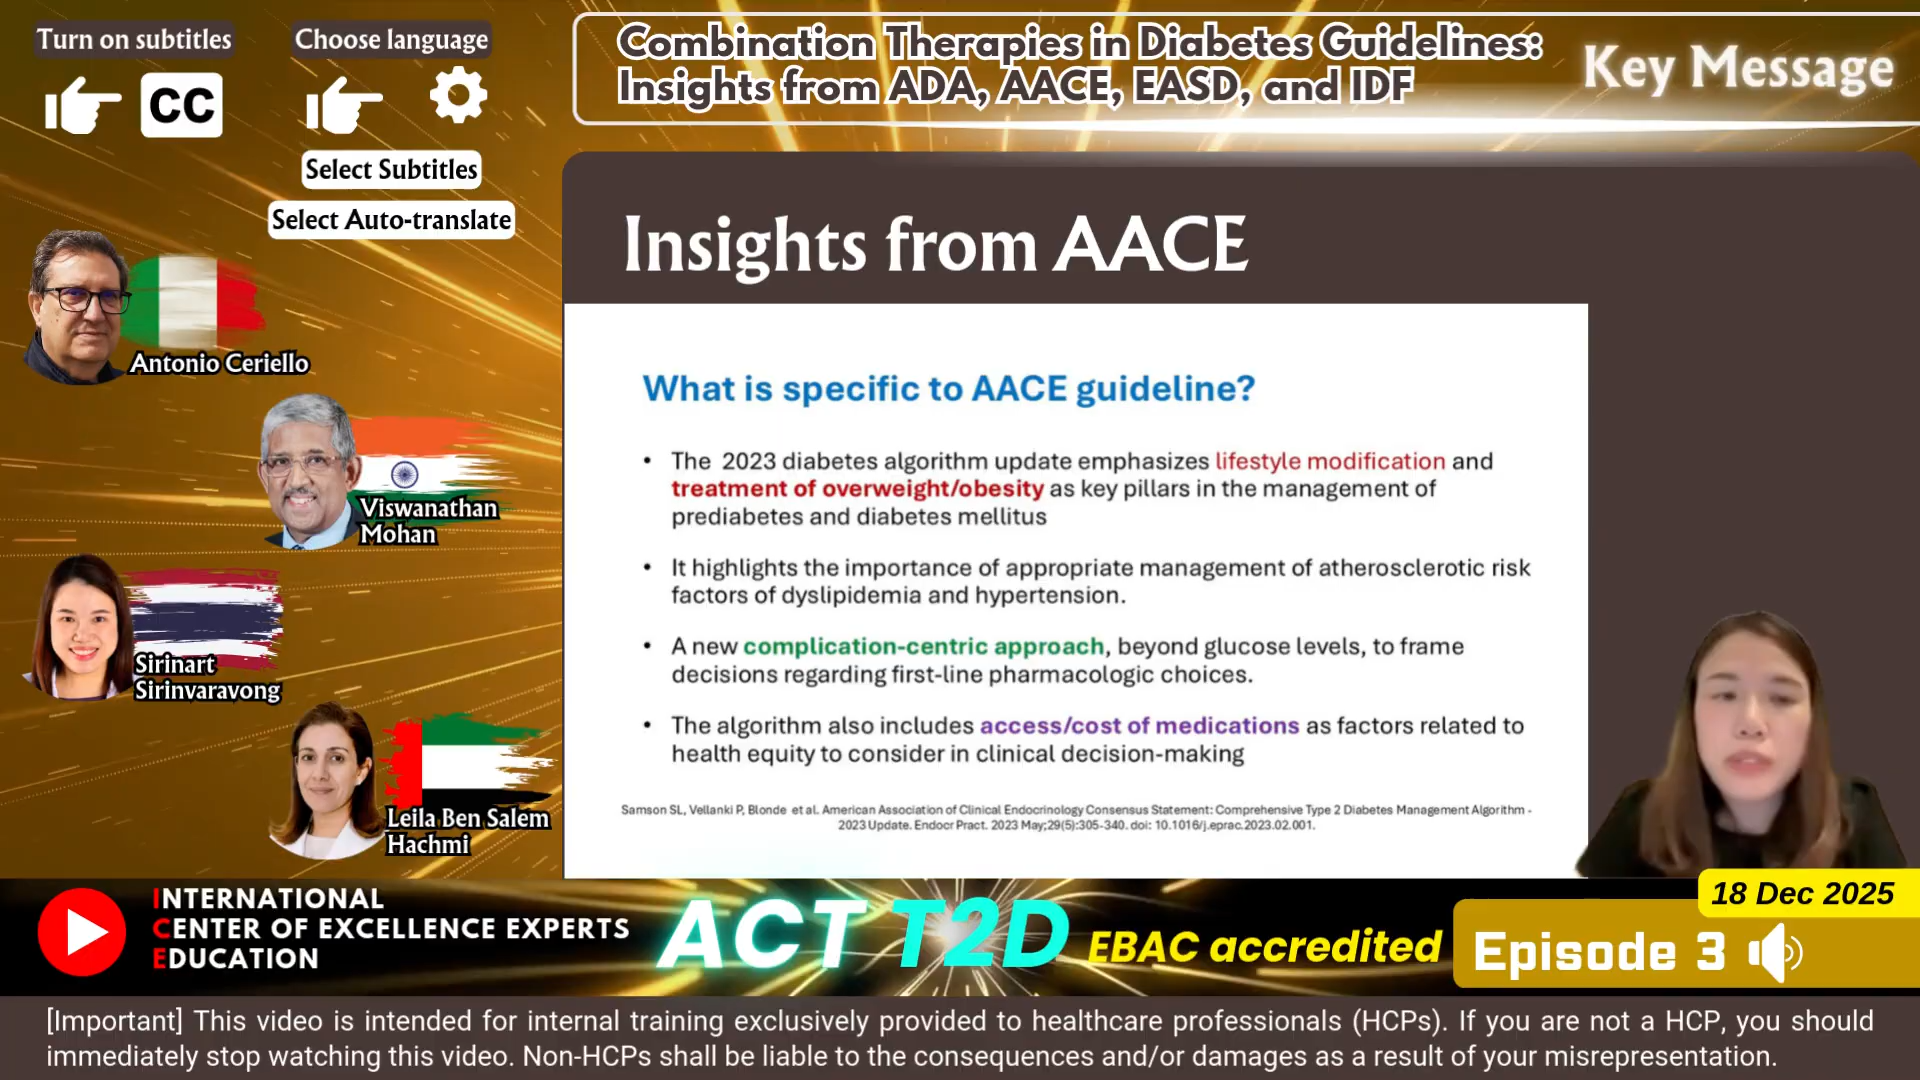 Turn on subtitles
CC
Choose language
Select Subtitles
Select Auto-translate
Antonio Ceriello
Viswanathan
Mohan
Sirinart
Sirinvaravong
Leila Ben Salem
Hachmi
Combination Therapies in Diabetes Guidelines:
Insights from ADA, AACE, EASD, and IDF
Key Message
Insights from AACE
What is specific to AACE guideline?
• The 2023 diabetes algorithm update emphasizes lifestyle modification and
treatment of overweight/obesity as key pillars in the management of
prediabetes and diabetes mellitus
• It highlights the importance of appropriate management of atherosclerotic risk
factors of dyslipidemia and hypertension.
• A new complication-centric approach, beyond glucose levels, to frame
decisions regarding first-line pharmacologic choices.
• The algorithm also includes access/cost of medications as factors related to
health equity to consider in clinical decision-making
Samson SL, Vellanki P, Blonde et al. American Association of Clinical Endocrinology Consensus Statement: Comprehensive Type 2 Diabetes Management Algorithm -
2023 Update. Endocr Pract. 2023 May;29(5):305-340. doi: 10.1016/j.eprac.2023.02.001.
INTERNATIONAL
CENTER OF EXCELLENCE EXPERTS
EDUCATION
ACT T2D
EBAC accredited
18 Dec 2025
Episode 3
[Important] This video is intended for internal training exclusively provided to healthcare professionals (HCPs). If you are not a HCP, you should
immediately stop watching this video. Non-HCPs shall be liable to the consequences and/or damages as a result of your misrepresentation.